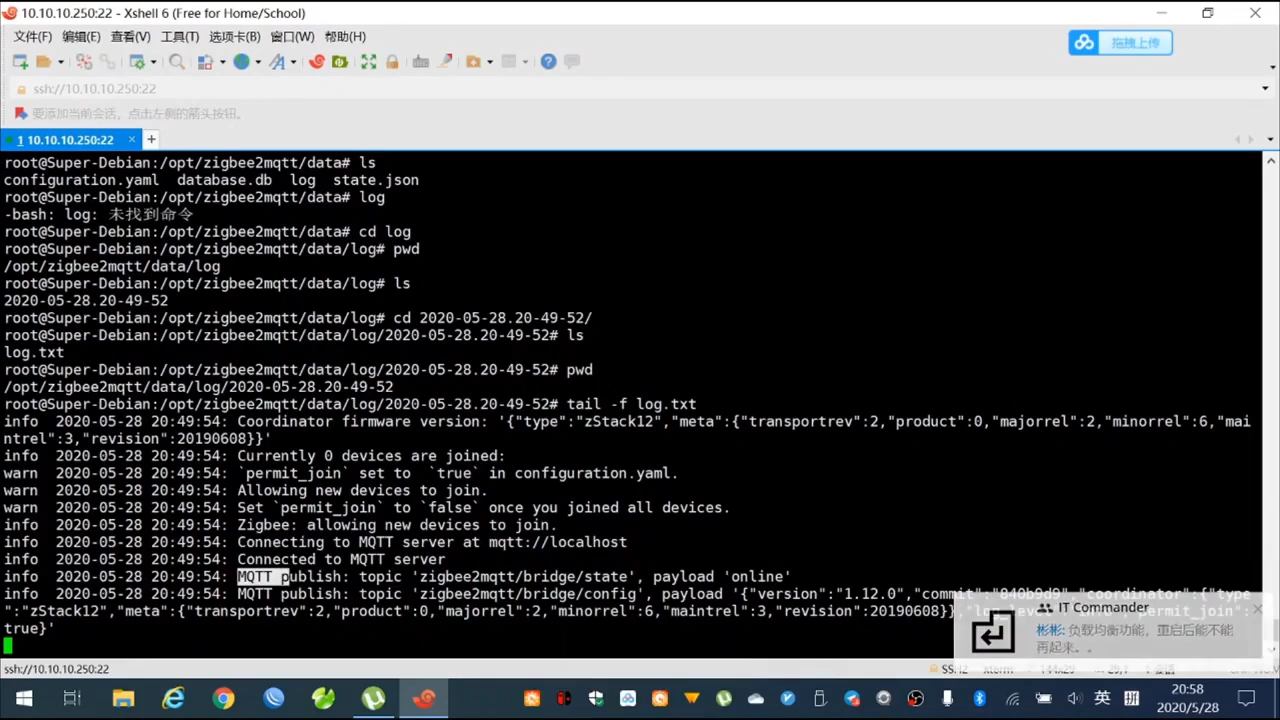 10.10.10.250:22 - Xshell 6 (Free for Home/School)
文件(F) 编辑(E) 查看(V) 工具(T) 选项卡(B) 窗口(W) 帮助(H)
拖拽上传
ssh://10.10.10.250:22
要添加当前会话，点击左侧的箭头按钮。
1 10.10.10.250:22
root@Super-Debian:/opt/zigbee2mqtt/data# ls
configuration.yaml  database.db  log  state.json
root@Super-Debian:/opt/zigbee2mqtt/data# log
-bash: log: 未找到命令
root@Super-Debian:/opt/zigbee2mqtt/data# cd log
root@Super-Debian:/opt/zigbee2mqtt/data/log# pwd
/opt/zigbee2mqtt/data/log
root@Super-Debian:/opt/zigbee2mqtt/data/log# ls
2020-05-28.20-49-52
root@Super-Debian:/opt/zigbee2mqtt/data/log# cd 2020-05-28.20-49-52/
root@Super-Debian:/opt/zigbee2mqtt/data/log/2020-05-28.20-49-52# ls
log.txt
root@Super-Debian:/opt/zigbee2mqtt/data/log/2020-05-28.20-49-52# pwd
/opt/zigbee2mqtt/data/log/2020-05-28.20-49-52
root@Super-Debian:/opt/zigbee2mqtt/data/log/2020-05-28.20-49-52# tail -f log.txt
info  2020-05-28 20:49:54: Coordinator firmware version: '{"type":"zStack12","meta":{"transportrev":2,"product":0,"majorrel":2,"minorrel":6,"mai
ntrel":3,"revision":20190608}}'
info  2020-05-28 20:49:54: Currently 0 devices are joined:
warn  2020-05-28 20:49:54: `permit_join` set to  `true` in configuration.yaml.
warn  2020-05-28 20:49:54: Allowing new devices to join.
warn  2020-05-28 20:49:54: Set `permit_join` to `false` once you joined all devices.
info  2020-05-28 20:49:54: Zigbee: allowing new devices to join.
info  2020-05-28 20:49:54: Connecting to MQTT server at mqtt://localhost
info  2020-05-28 20:49:54: Connected to MQTT server
info  2020-05-28 20:49:54: MQTT publish: topic 'zigbee2mqtt/bridge/state', payload 'online'
info  2020-05-28 20:49:54: MQTT publish: topic 'zigbee2mqtt/bridge/config', payload '{"version":"1.12.0","commit":"840b9d9","coordinator":{"type
":"zStack12","meta":{"transportrev":2,"product":0,"majorrel":2,"minorrel":6,"maintrel":3,"revision":20190608}},"log_level":"info","permit_join":
true}'
IT Commander
彬彬: 负载均衡功能，重启后能不能
再起来。。
ssh://10.10.10.250:22
SSH2 xterm 144x29
英 拼
20:58
2020/5/28